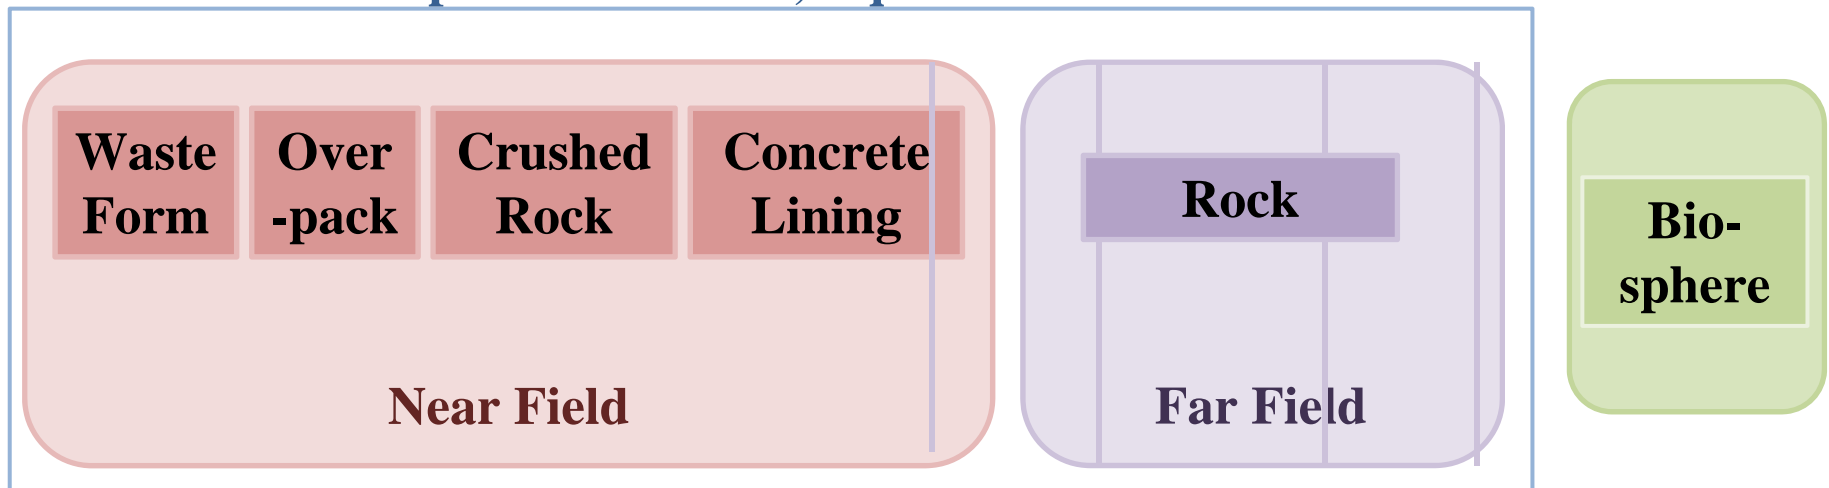 Waste
Form
Over
-pack
Crushed
Rock
Concrete
Lining
Near Field
Rock
Far Field
Bio-
sphere